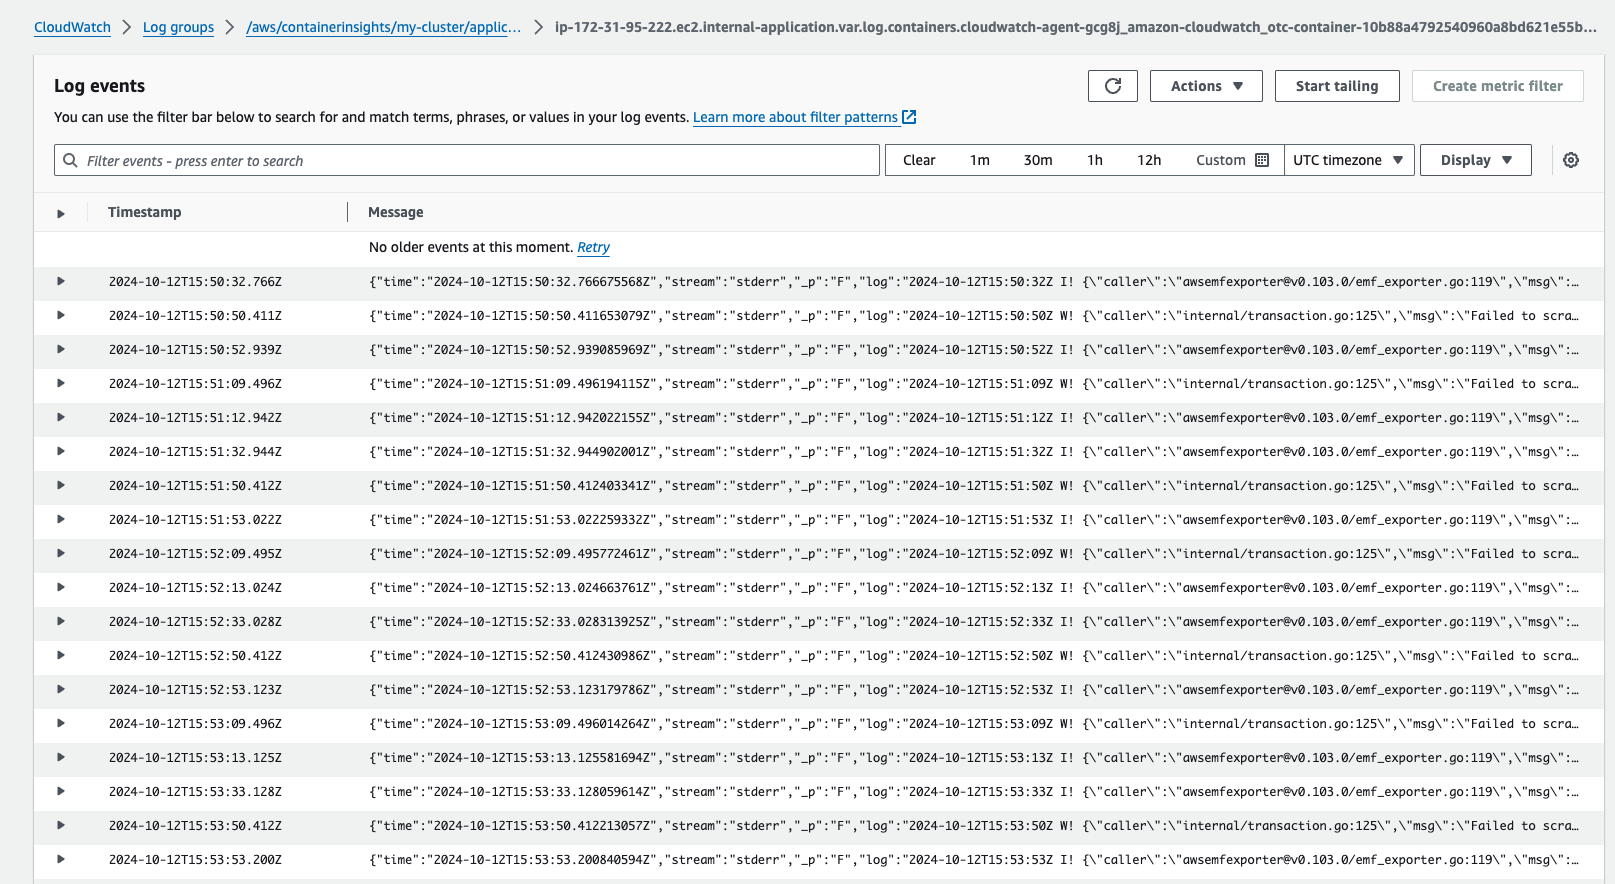 CloudWatch > Log groups > /aws/containerinsights/my-cluster/applic... > ip-172-31-95-222.ec2.internal-application.var.log.containers.cloudwatch-agent-gcg8j_amazon-cloudwatch_otc-container-10b88a4792540960a8bd621e55b...
Log events
Actions Start tailing Create metric filter
You can use the filter bar below to search for and match terms, phrases, or values in your log events. Learn more about filter patterns
Filter events - press enter to search Clear 1m 30m 1h 12h Custom UTC timezone Display
Timestamp Message
No older events at this moment. Retry
2024-10-12T15:50:32.766Z {"time":"2024-10-12T15:50:32.766675568Z","stream":"stderr","_p":"F","log":"2024-10-12T15:50:32Z I! {\"caller\":\"awsemfexporter@v0.103.0/emf_exporter.go:119\",\"msg\":...
2024-10-12T15:50:50.411Z {"time":"2024-10-12T15:50:50.411653079Z","stream":"stderr","_p":"F","log":"2024-10-12T15:50:50Z W! {\"caller\":\"internal/transaction.go:125\",\"msg\":\"Failed to scra...
2024-10-12T15:50:52.939Z {"time":"2024-10-12T15:50:52.939085969Z","stream":"stderr","_p":"F","log":"2024-10-12T15:50:52Z I! {\"caller\":\"awsemfexporter@v0.103.0/emf_exporter.go:119\",\"msg\":...
2024-10-12T15:51:09.496Z {"time":"2024-10-12T15:51:09.496194115Z","stream":"stderr","_p":"F","log":"2024-10-12T15:51:09Z W! {\"caller\":\"internal/transaction.go:125\",\"msg\":\"Failed to scra...
2024-10-12T15:51:12.942Z {"time":"2024-10-12T15:51:12.942022155Z","stream":"stderr","_p":"F","log":"2024-10-12T15:51:12Z I! {\"caller\":\"awsemfexporter@v0.103.0/emf_exporter.go:119\",\"msg\":...
2024-10-12T15:51:32.944Z {"time":"2024-10-12T15:51:32.944902001Z","stream":"stderr","_p":"F","log":"2024-10-12T15:51:32Z I! {\"caller\":\"awsemfexporter@v0.103.0/emf_exporter.go:119\",\"msg\":...
2024-10-12T15:51:50.412Z {"time":"2024-10-12T15:51:50.412403341Z","stream":"stderr","_p":"F","log":"2024-10-12T15:51:50Z W! {\"caller\":\"internal/transaction.go:125\",\"msg\":\"Failed to scra...
2024-10-12T15:51:53.022Z {"time":"2024-10-12T15:51:53.022259332Z","stream":"stderr","_p":"F","log":"2024-10-12T15:51:53Z I! {\"caller\":\"awsemfexporter@v0.103.0/emf_exporter.go:119\",\"msg\":...
2024-10-12T15:52:09.495Z {"time":"2024-10-12T15:52:09.495772461Z","stream":"stderr","_p":"F","log":"2024-10-12T15:52:09Z W! {\"caller\":\"internal/transaction.go:125\",\"msg\":\"Failed to scra...
2024-10-12T15:52:13.024Z {"time":"2024-10-12T15:52:13.024663761Z","stream":"stderr","_p":"F","log":"2024-10-12T15:52:13Z I! {\"caller\":\"awsemfexporter@v0.103.0/emf_exporter.go:119\",\"msg\":...
2024-10-12T15:52:33.028Z {"time":"2024-10-12T15:52:33.028313925Z","stream":"stderr","_p":"F","log":"2024-10-12T15:52:33Z I! {\"caller\":\"awsemfexporter@v0.103.0/emf_exporter.go:119\",\"msg\":...
2024-10-12T15:52:50.412Z {"time":"2024-10-12T15:52:50.412430986Z","stream":"stderr","_p":"F","log":"2024-10-12T15:52:50Z W! {\"caller\":\"internal/transaction.go:125\",\"msg\":\"Failed to scra...
2024-10-12T15:52:53.123Z {"time":"2024-10-12T15:52:53.123179786Z","stream":"stderr","_p":"F","log":"2024-10-12T15:52:53Z I! {\"caller\":\"awsemfexporter@v0.103.0/emf_exporter.go:119\",\"msg\":...
2024-10-12T15:53:09.496Z {"time":"2024-10-12T15:53:09.496014264Z","stream":"stderr","_p":"F","log":"2024-10-12T15:53:09Z W! {\"caller\":\"internal/transaction.go:125\",\"msg\":\"Failed to scra...
2024-10-12T15:53:13.125Z {"time":"2024-10-12T15:53:13.125581694Z","stream":"stderr","_p":"F","log":"2024-10-12T15:53:13Z I! {\"caller\":\"awsemfexporter@v0.103.0/emf_exporter.go:119\",\"msg\":...
2024-10-12T15:53:33.128Z {"time":"2024-10-12T15:53:33.128059614Z","stream":"stderr","_p":"F","log":"2024-10-12T15:53:33Z I! {\"caller\":\"awsemfexporter@v0.103.0/emf_exporter.go:119\",\"msg\":...
2024-10-12T15:53:50.412Z {"time":"2024-10-12T15:53:50.412213057Z","stream":"stderr","_p":"F","log":"2024-10-12T15:53:50Z W! {\"caller\":\"internal/transaction.go:125\",\"msg\":\"Failed to scra...
2024-10-12T15:53:53.200Z {"time":"2024-10-12T15:53:53.200840594Z","stream":"stderr","_p":"F","log":"2024-10-12T15:53:53Z I! {\"caller\":\"awsemfexporter@v0.103.0/emf_exporter.go:119\",\"msg\":...